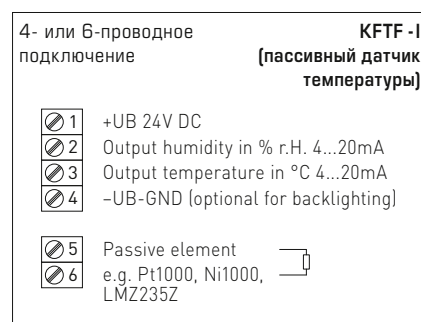 4- или 6-проводное
подключение
KFTF - I
(пассивный датчик
температуры)
1 +UB 24V DC
2 Output humidity in % r.H. 4...20mA
3 Output temperature in °C 4...20mA
4 –UB-GND (optional for backlighting)
5 Passive element
6 e.g. Pt1000, Ni1000,
LMZ235Z